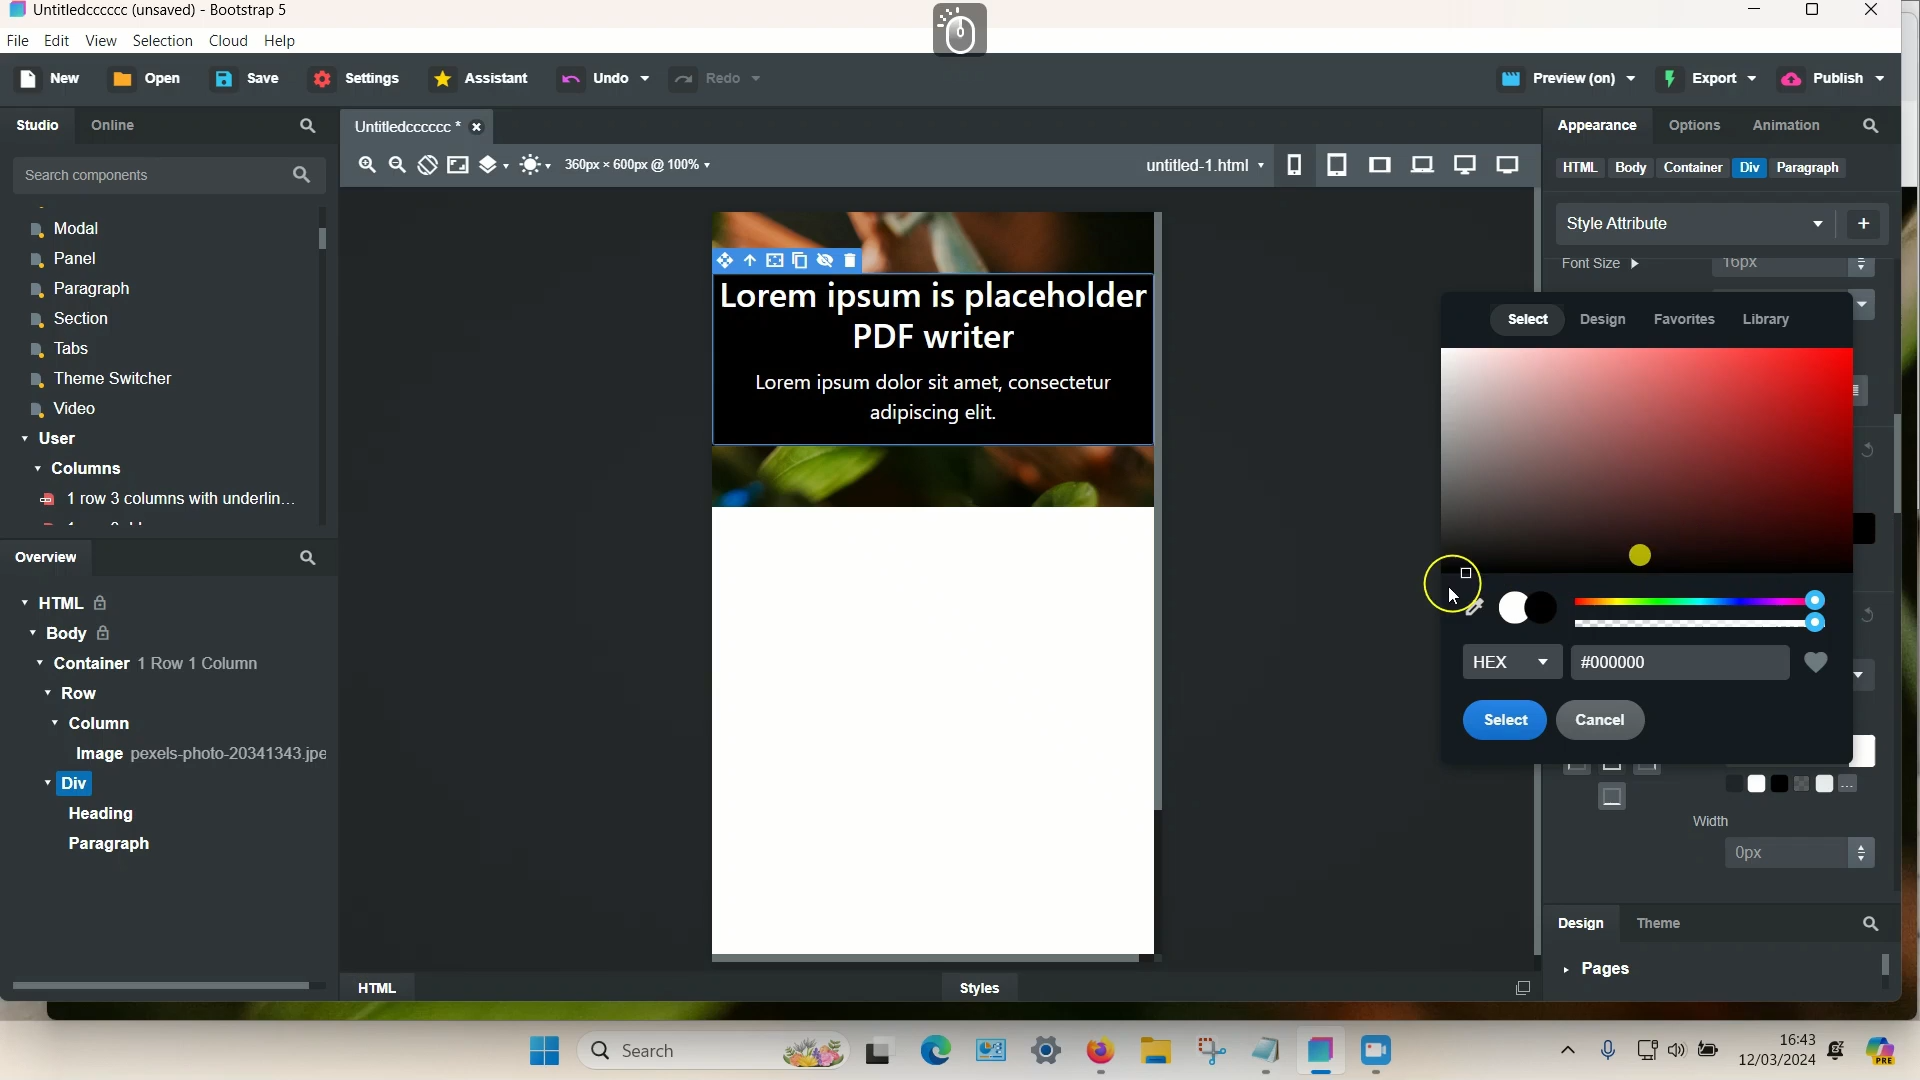 Untitledcccccc (unsaved) - Bootstrap 5
File Edit View Selection Cloud Help
New Open Save Settings Assistant Undo Redo Preview (on) Export Publish
Studio Online
Untitledcccccc *
Appearance Options Animation
Search components
360px × 600px @ 100%
untitled-1.html
HTML Body Container Div Paragraph
Style Attribute
Font Size
16px
Modal
Panel
Paragraph
Section
Tabs
Theme Switcher
Video
User
Columns
1 row 3 columns with underlin...
Overview
HTML
Body
Container 1 Row 1 Column
Row
Column
Image pexels-photo-20341343.jpe
Div
Heading
Paragraph
Lorem ipsum is placeholder
PDF writer
Lorem ipsum dolor sit amet, consectetur
adipiscing elit.
Select Design Favorites Library
HEX
#000000
Select Cancel
Width
0px
Design Theme
Pages
HTML
Styles
Search
16:43
12/03/2024
PRE